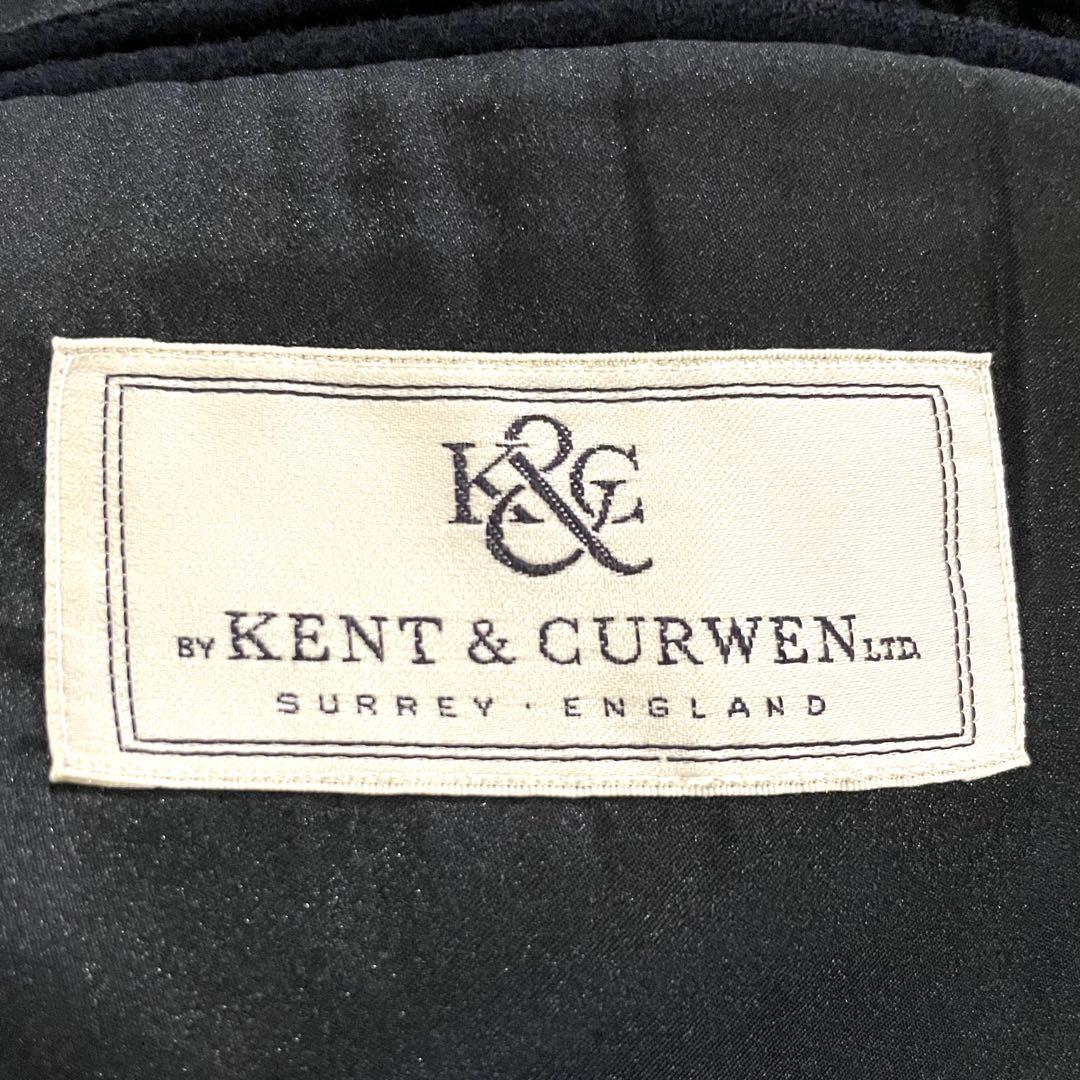 K&C
BY KENT & CURWEN LTD.
SURREY · ENGLAND